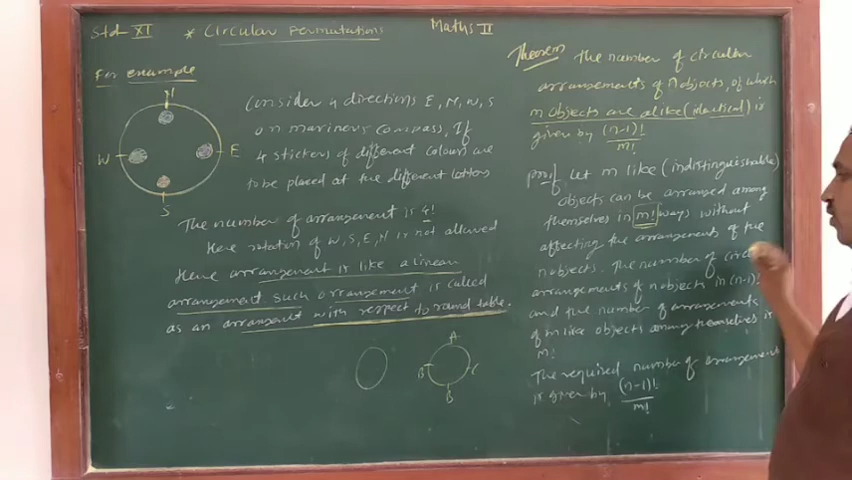 Std XI * Circular Permutations Maths II
For example
N
W
E
S
Consider 4 directions E, N, W, S
on mariners compass, If
4 stickers of different colours are
to be placed at the different letters
The number of arrangement is 4!
Here rotation of W, S, E, N is not allowed
Hence arrangement is like a linear
arrangement such arrangement is called
as an arrangement with respect to round table.
A
B C
B
Theorem The number of circular
arrangements of n objects, of which
m objects are alike (identical) is
given by (n-1)!/m!
Proof Let m like (indistinguishable)
objects can be arranged among
themselves in m! ways without
affecting the arrangements of the
n objects. The number of
arrangements of n objects in (n-1)!
and the number of arrangements
of m like objects among themselves is
m!
The required number of arrangement
is given by (n-1)!/m!